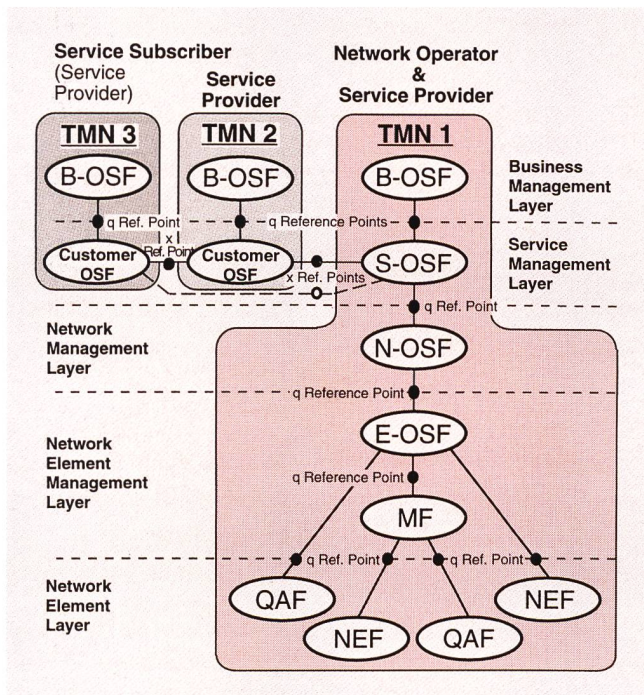 Service Subscriber
(Service
Provider)
Service
Provider
Network Operator
&
Service Provider
TMN 3
TMN 2
TMN 1
B-OSF
B-OSF
B-OSF
Business
Management
Layer
q Ref. Point
q Reference Points
x
Ref. Point
Customer
OSF
Customer
OSF
S-OSF
Service
Management
Layer
x Ref. Points
q Ref. Point
Network
Management
Layer
N-OSF
q Reference Point
E-OSF
Network
Element
Management
Layer
q Reference Point
MF
q Ref. Point
q Ref. Point
Network
Element
Layer
QAF
NEF
QAF
NEF